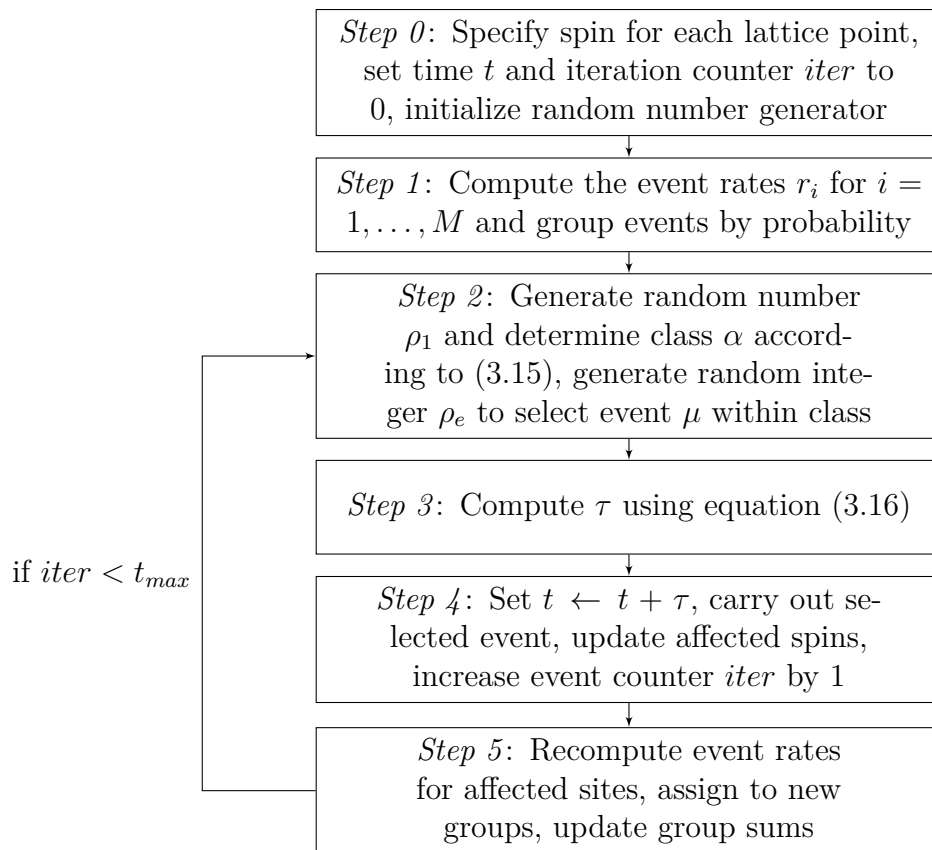 Step 0: Specify spin for each lattice point,
set time t and iteration counter iter to
0, initialize random number generator
Step 1: Compute the event rates r_i for i =
1, . . . , M and group events by probability
Step 2: Generate random number
ρ_1 and determine class α accord-
ing to (3.15), generate random inte-
ger ρ_e to select event μ within class
Step 3: Compute τ using equation (3.16)
if iter < t_{max}
Step 4: Set t ← t + τ, carry out se-
lected event, update affected spins,
increase event counter iter by 1
Step 5: Recompute event rates
for affected sites, assign to new
groups, update group sums